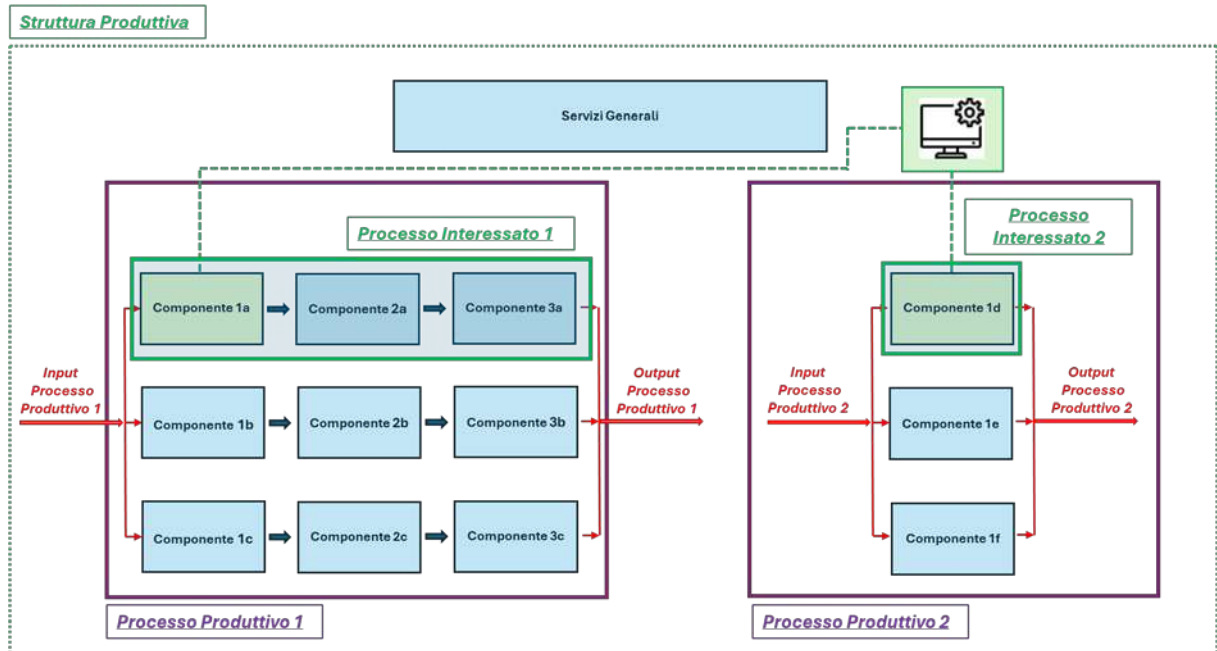 Struttura Produttiva
Servizi Generali
Processo Interessato 1
Processo
Interessato 2
Componente 1a
Componente 2a
Componente 3a
Componente 1d
Input
Processo
Produttivo 1
Output
Processo
Produttivo 1
Input
Processo
Produttivo 2
Output
Processo
Produttivo 2
Componente 1b
Componente 2b
Componente 3b
Componente 1e
Componente 1c
Componente 2c
Componente 3c
Componente 1f
Processo Produttivo 1
Processo Produttivo 2